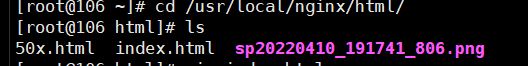 [root@106 ~]# cd /usr/local/nginx/html/
[root@106 html]# ls
50x.html  index.html  sp20220410_191741_806.png